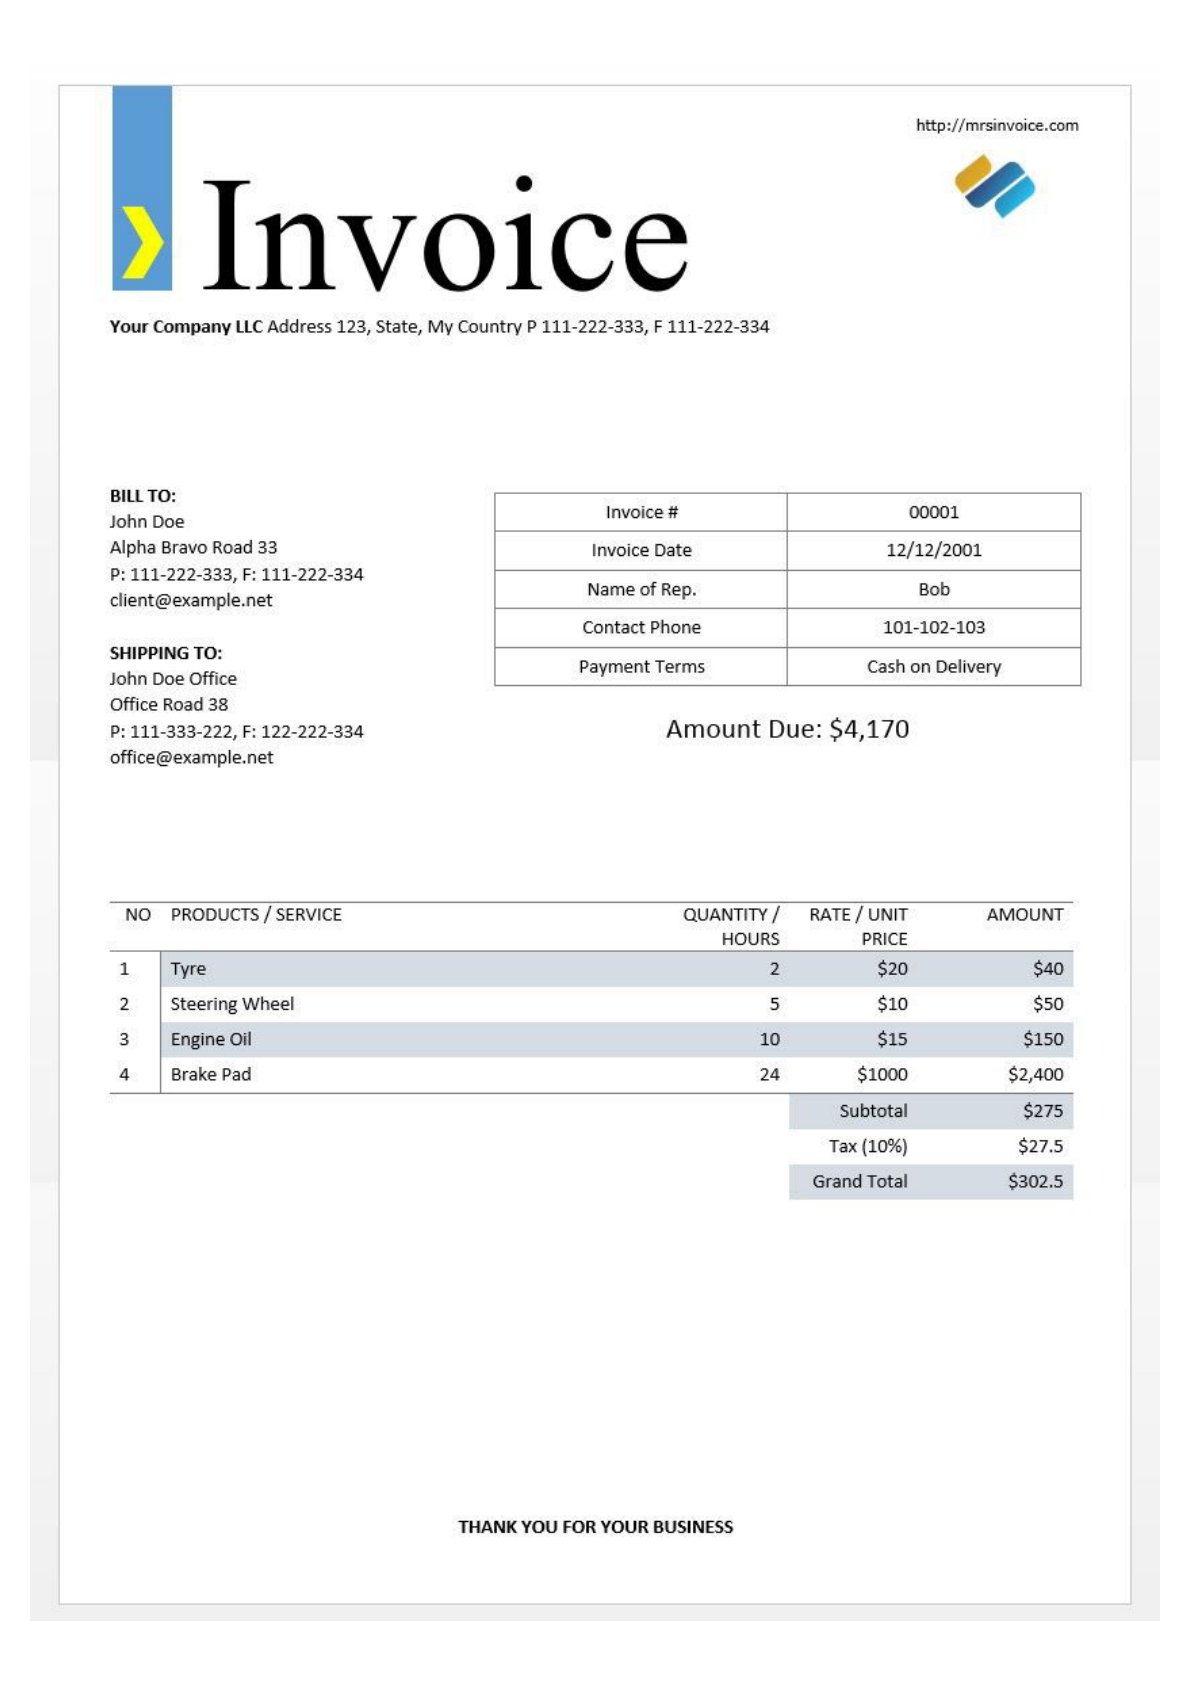 http://mrsinvoice.com
Invoice
Your Company LLC Address 123, State, My Country P 111-222-333, F 111-222-334
BILL TO:
John Doe
Alpha Bravo Road 33
P: 111-222-333, F: 111-222-334
client@example.net
SHIPPING TO:
John Doe Office
Office Road 38
P: 111-333-222, F: 122-222-334
office@example.net
Invoice # 00001
Invoice Date 12/12/2001
Name of Rep. Bob
Contact Phone 101-102-103
Payment Terms Cash on Delivery
Amount Due: $4,170
NO PRODUCTS / SERVICE QUANTITY / HOURS RATE / UNIT PRICE AMOUNT
1 Tyre 2 $20 $40
2 Steering Wheel 5 $10 $50
3 Engine Oil 10 $15 $150
4 Brake Pad 24 $1000 $2,400
Subtotal $275
Tax (10%) $27.5
Grand Total $302.5
THANK YOU FOR YOUR BUSINESS